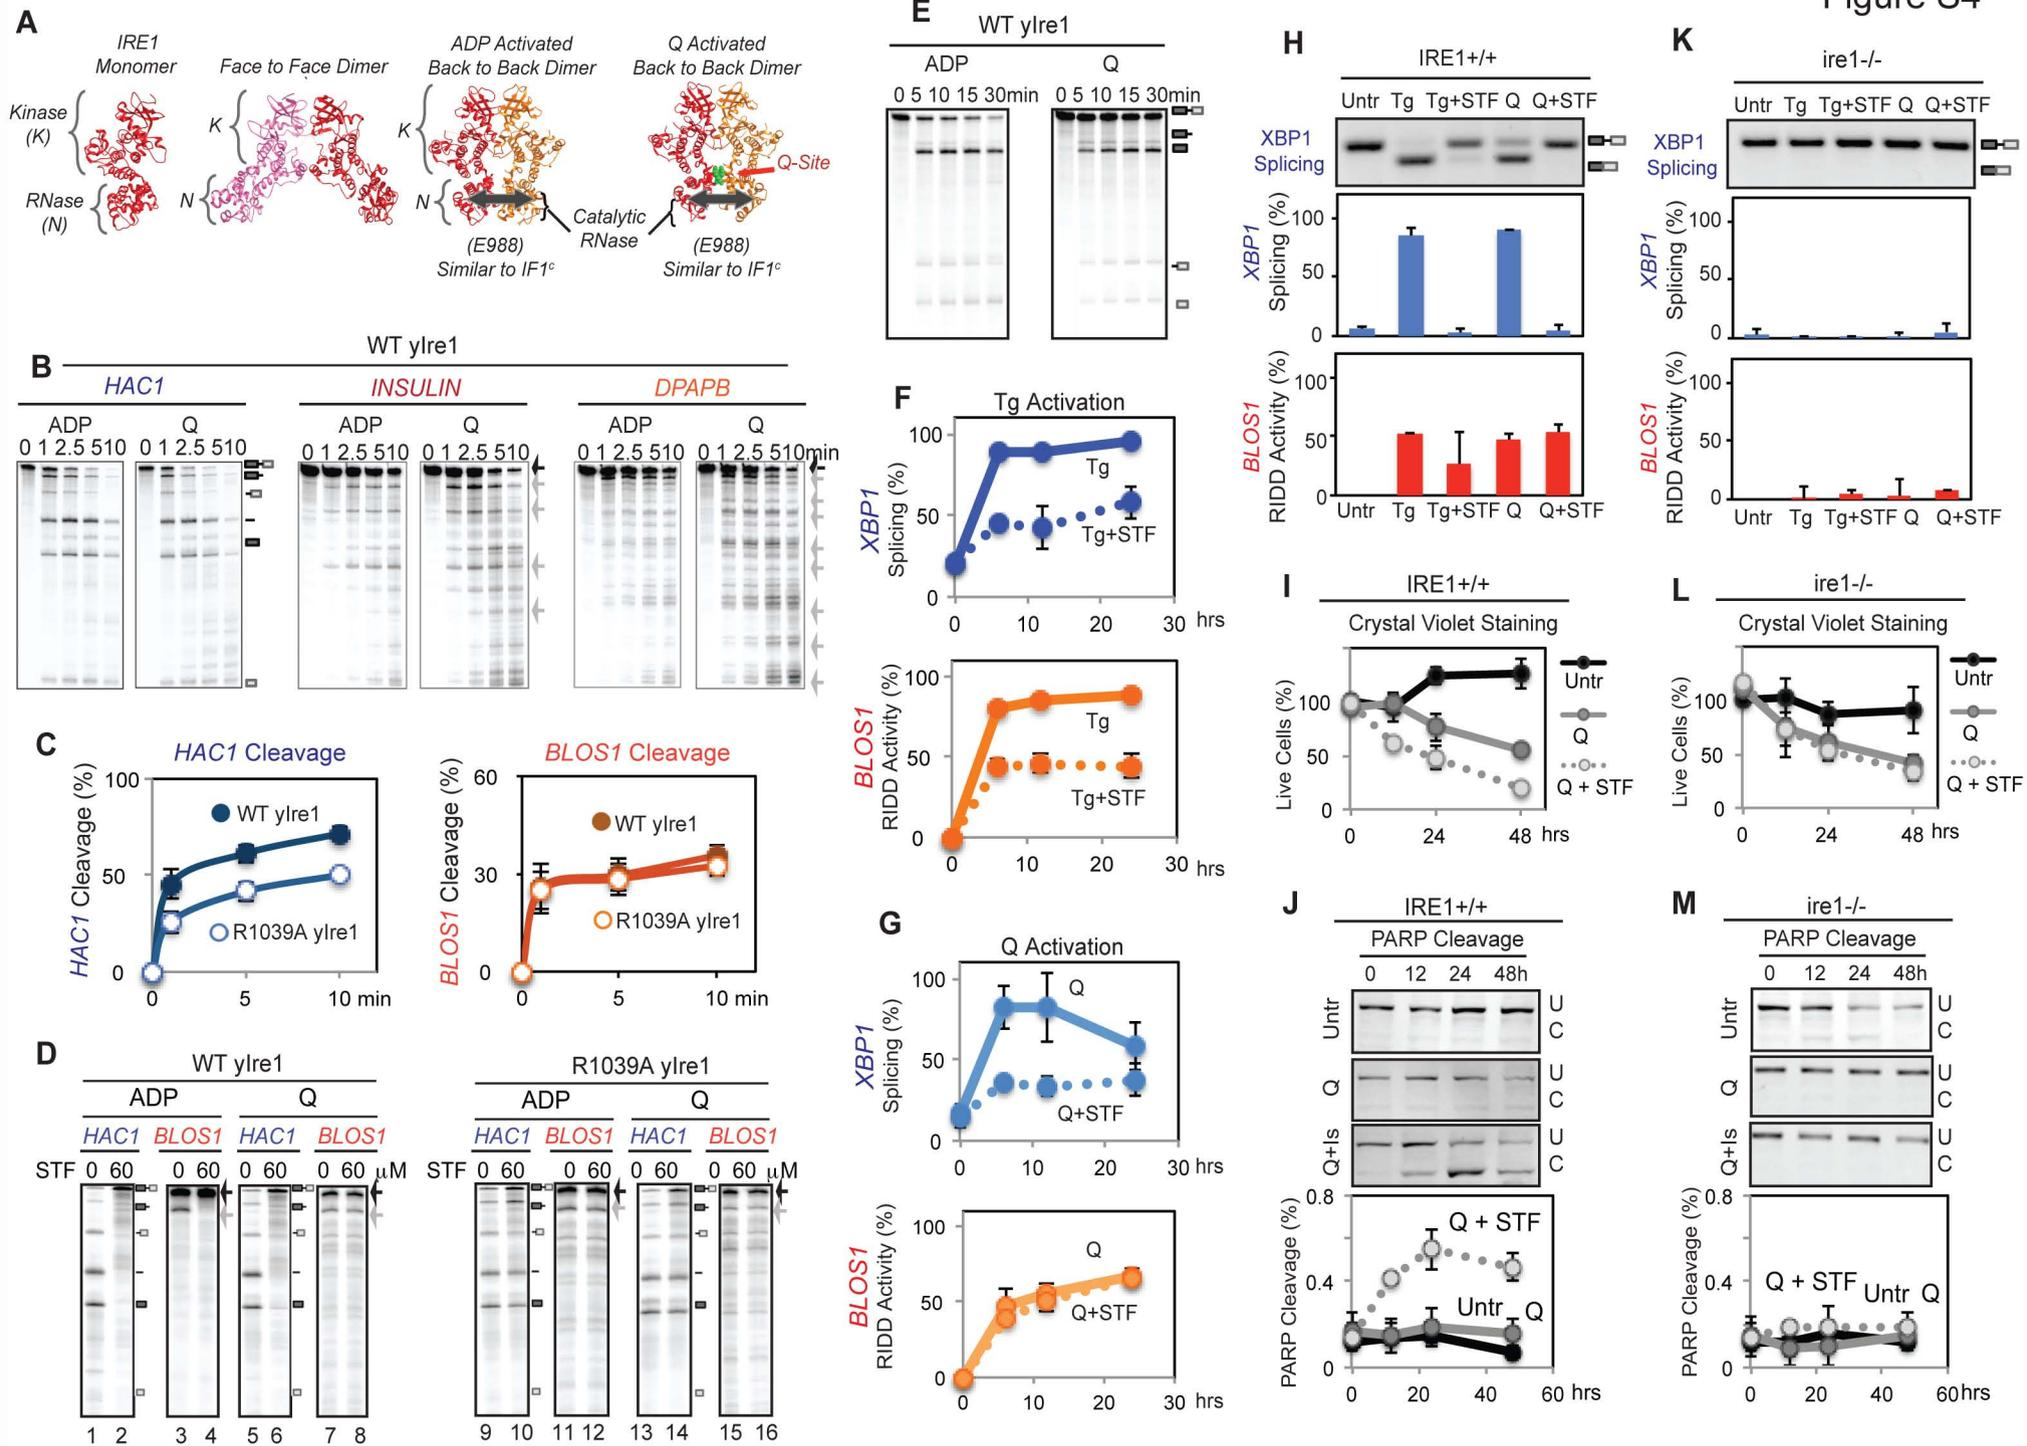 Figure S4
A
IRE1
Monomer
Face to Face Dimer
ADP Activated
Back to Back Dimer
Q Activated
Back to Back Dimer
Kinase
(K)
RNase
(N)
K
N
K
N
Q-Site
Catalytic
RNase
(E988)
Similar to IF1c
(E988)
Similar to IF1c
B
WT yIre1
HAC1
INSULIN
DPAPB
ADP
Q
ADP
Q
ADP
Q
0 1 2.5 510
0 1 2.5 510
0 1 2.5 510
0 1 2.5 510
0 1 2.5 510
0 1 2.5 510min
C
HAC1 Cleavage
HAC1 Cleavage (%)
100
50
0
WT yIre1
R1039A yIre1
0 5 10 min
BLOS1 Cleavage
BLOS1 Cleavage (%)
60
30
0
WT yIre1
R1039A yIre1
0 5 10 min
D
WT yIre1
ADP
Q
HAC1 BLOS1 HAC1 BLOS1
STF 0 60 0 60 0 60 0 60 µM
1 2 3 4 5 6 7 8
R1039A yIre1
ADP
Q
HAC1 BLOS1 HAC1 BLOS1
STF 0 60 0 60 0 60 0 60 µM
9 10 11 12 13 14 15 16
E
WT yIre1
ADP
Q
0 5 10 15 30min
0 5 10 15 30min
F
Tg Activation
XBP1
Splicing (%)
100
50
0
Tg
Tg+STF
0 10 20 30 hrs
BLOS1
RIDD Activity (%)
100
50
0
Tg
Tg+STF
0 10 20 30 hrs
G
Q Activation
XBP1
Splicing (%)
100
50
0
Q
Q+STF
0 10 20 30 hrs
BLOS1
RIDD Activity (%)
100
50
0
Q
Q+STF
0 10 20 30 hrs
H
IRE1+/+
Untr Tg Tg+STF Q Q+STF
XBP1
Splicing
XBP1
Splicing (%)
100
50
0
BLOS1
RIDD Activity (%)
100
50
0
Untr Tg Tg+STF Q Q+STF
I
IRE1+/+
Crystal Violet Staining
Live Cells (%)
100
50
0
0 24 48 hrs
Untr
Q
Q + STF
J
IRE1+/+
PARP Cleavage
0 12 24 48h
Untr
U
C
Q
U
C
Q+Is
U
C
PARP Cleavage (%)
0.8
0.4
0
Q + STF
Untr
Q
0 20 40 60 hrs
K
ire1-/-
Untr Tg Tg+STF Q Q+STF
XBP1
Splicing
XBP1
Splicing (%)
100
50
0
BLOS1
RIDD Activity (%)
100
50
0
Untr Tg Tg+STF Q Q+STF
L
ire1-/-
Crystal Violet Staining
Live Cells (%)
100
50
0
0 24 48 hrs
Untr
Q
Q + STF
M
ire1-/-
PARP Cleavage
0 12 24 48h
Untr
U
C
Q
U
C
Q+Is
U
C
PARP Cleavage (%)
0.8
0.4
0
Q + STF
Untr
Q
0 20 40 60hrs